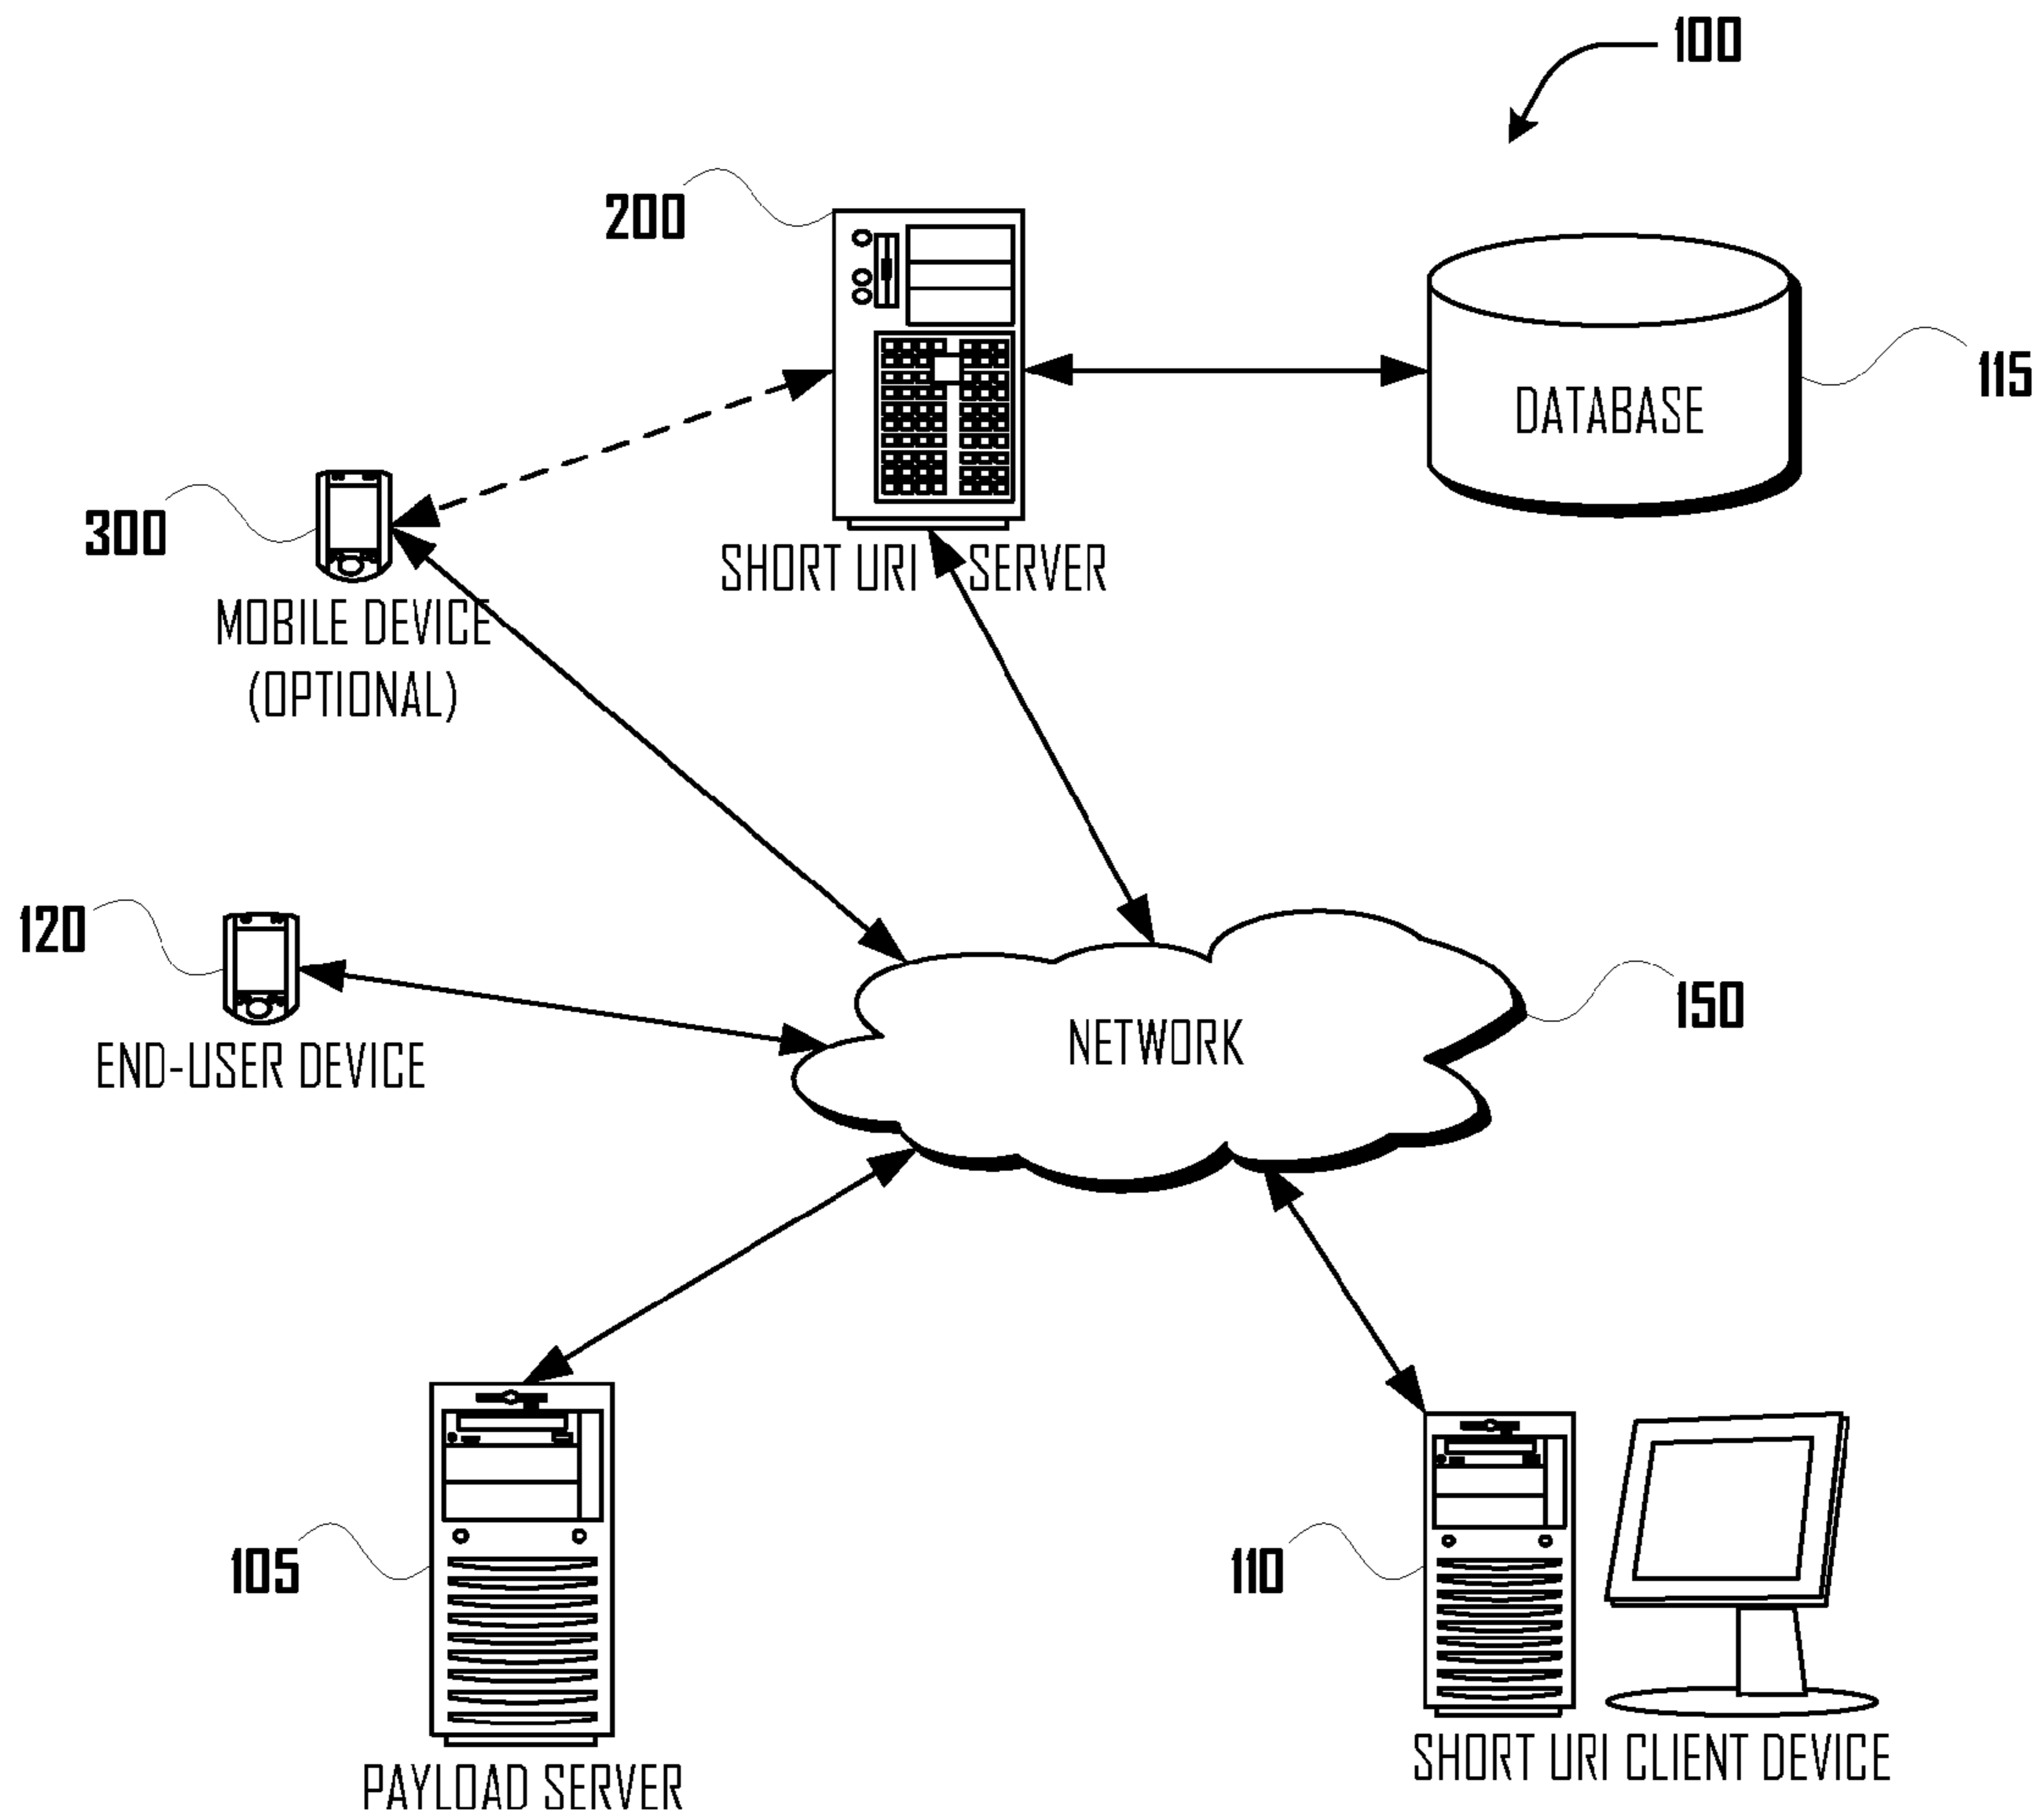 100
200
DATABASE
115
300
SHORT URI SERVER
MOBILE DEVICE
(OPTIONAL)
120
END-USER DEVICE
NETWORK
150
105
110
PAYLOAD SERVER
SHORT URI CLIENT DEVICE